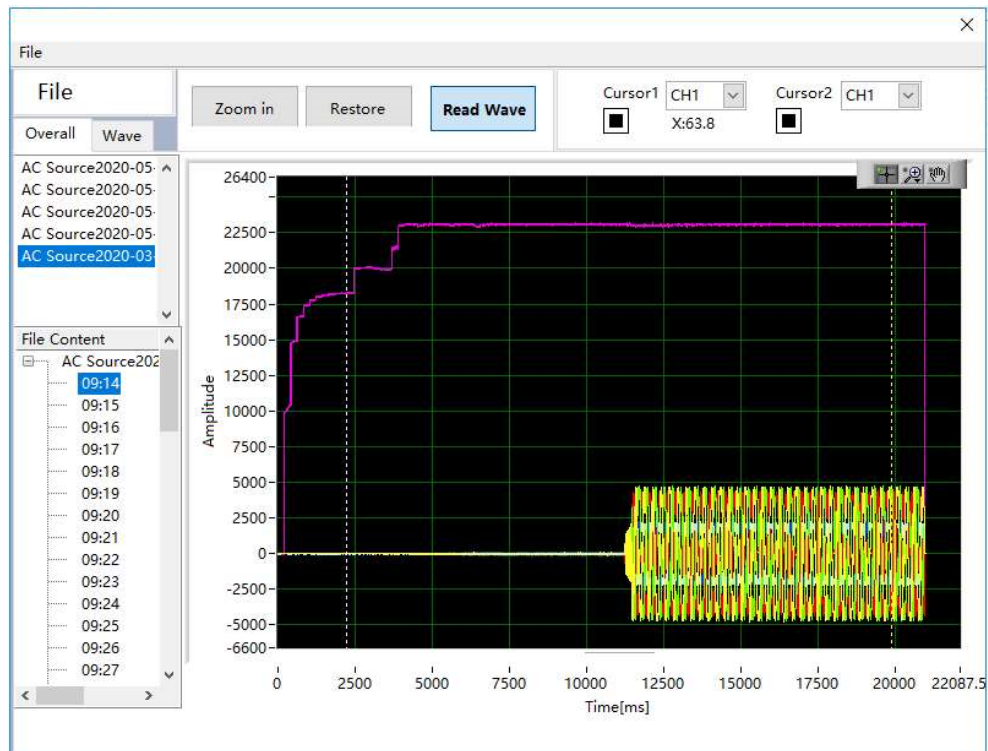 File
File
Zoom in
Restore
Read Wave
Cursor1
CH1
X:63.8
Cursor2
CH1
Overall
Wave
AC Source2020-05-
AC Source2020-05-
AC Source2020-05-
AC Source2020-05-
AC Source2020-03-
File Content
AC Source202
09:14
09:15
09:16
09:17
09:18
09:19
09:20
09:21
09:22
09:23
09:24
09:25
09:26
09:27
Amplitude
26400
22500
20000
17500
15000
12500
10000
7500
5000
2500
0
-2500
-5000
-6600
0 2500 5000 7500 10000 12500 15000 17500 20000 22087.5
Time[ms]